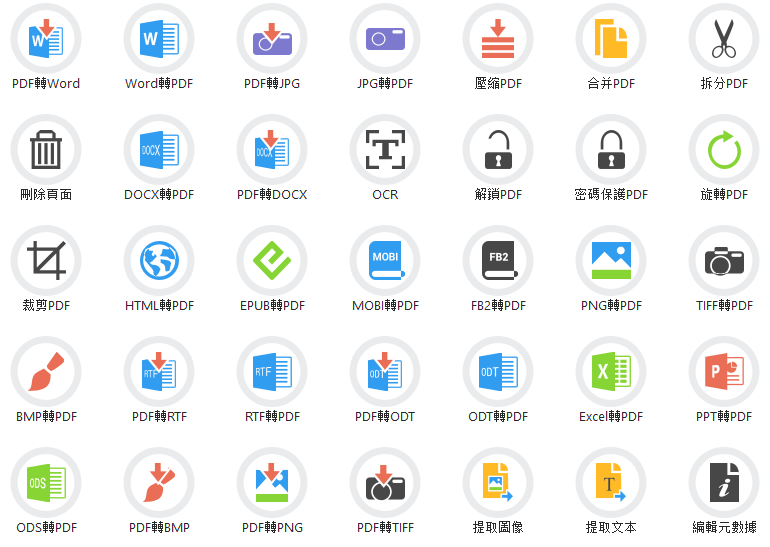 W
PDF轉Word
W
Word轉PDF
PDF轉JPG
JPG轉PDF
壓縮PDF
合并PDF
拆分PDF
刪除頁面
DOCX
DOCX轉PDF
DOCX
PDF轉DOCX
T
OCR
解鎖PDF
密碼保護PDF
旋轉PDF
裁剪PDF
HTML轉PDF
e
EPUB轉PDF
MOBI
MOBI轉PDF
FB2
FB2轉PDF
PNG轉PDF
TIFF轉PDF
BMP轉PDF
RTF
PDF轉RTF
RTF
RTF轉PDF
ODT
PDF轉ODT
ODT
ODT轉PDF
X
Excel轉PDF
P
PPT轉PDF
ODS
ODS轉PDF
PDF轉BMP
PDF轉PNG
PDF轉TIFF
提取圖像
T
提取文本
i
編輯元數據